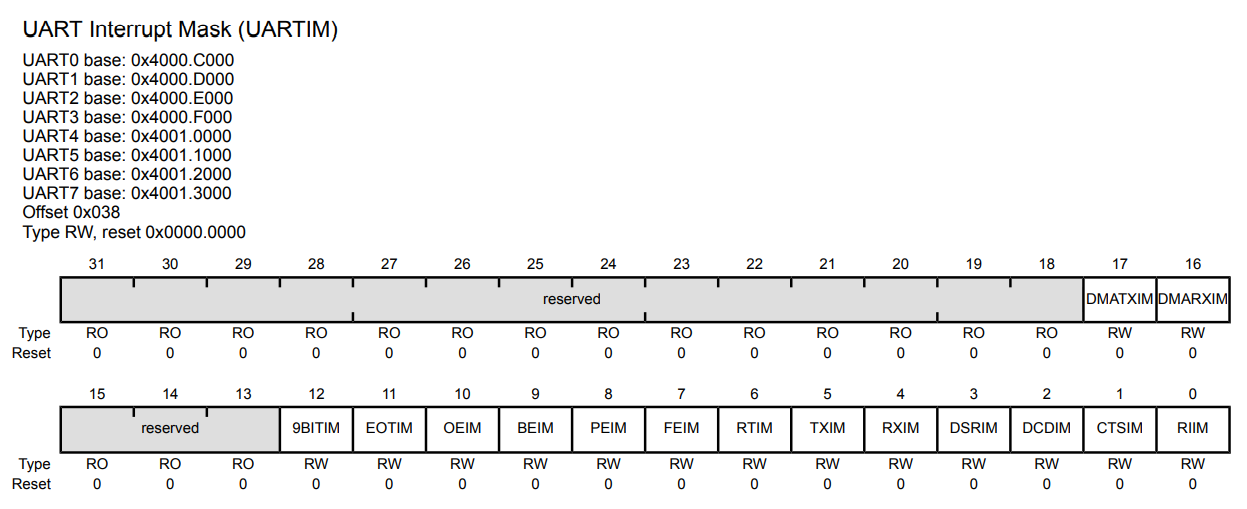 UART Interrupt Mask (UARTIM)
UART0 base: 0x4000.C000
UART1 base: 0x4000.D000
UART2 base: 0x4000.E000
UART3 base: 0x4000.F000
UART4 base: 0x4001.0000
UART5 base: 0x4001.1000
UART6 base: 0x4001.2000
UART7 base: 0x4001.3000
Offset 0x038
Type RW, reset 0x0000.0000
31 30 29 28 27 26 25 24 23 22 21 20 19 18 17 16
reserved DMATXIM DMARXIM
Type RO RO RO RO RO RO RO RO RO RO RO RO RO RO RW RW
Reset 0 0 0 0 0 0 0 0 0 0 0 0 0 0 0 0
15 14 13 12 11 10 9 8 7 6 5 4 3 2 1 0
reserved 9BITIM EOTIM OEIM BEIM PEIM FEIM RTIM TXIM RXIM DSRIM DCDIM CTSIM RIIM
Type RO RO RO RW RW RW RW RW RW RW RW RW RW RW RW RW
Reset 0 0 0 0 0 0 0 0 0 0 0 0 0 0 0 0